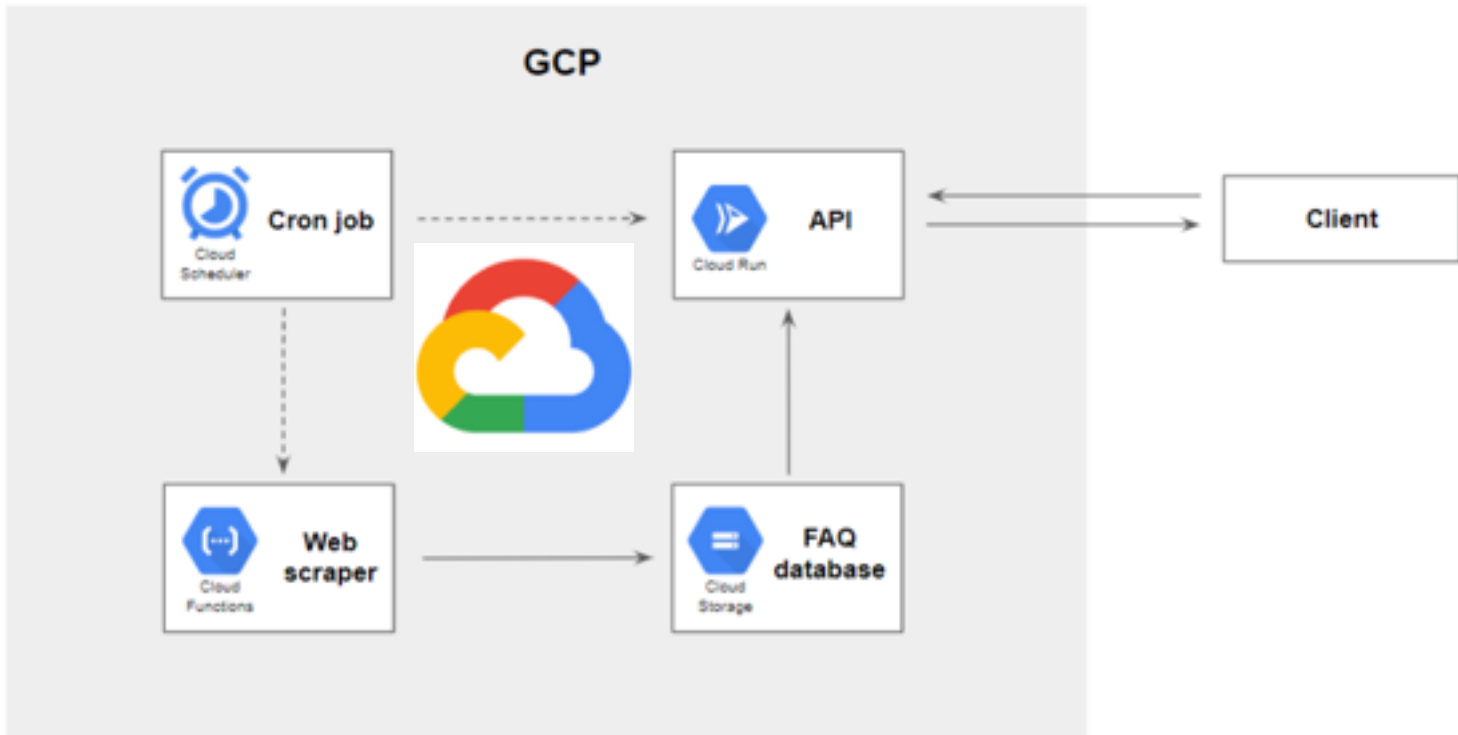 GCP
Cron job
Cloud
Scheduler
API
Cloud Run
Client
Web
scraper
Cloud
Functions
FAQ
database
Cloud
Storage